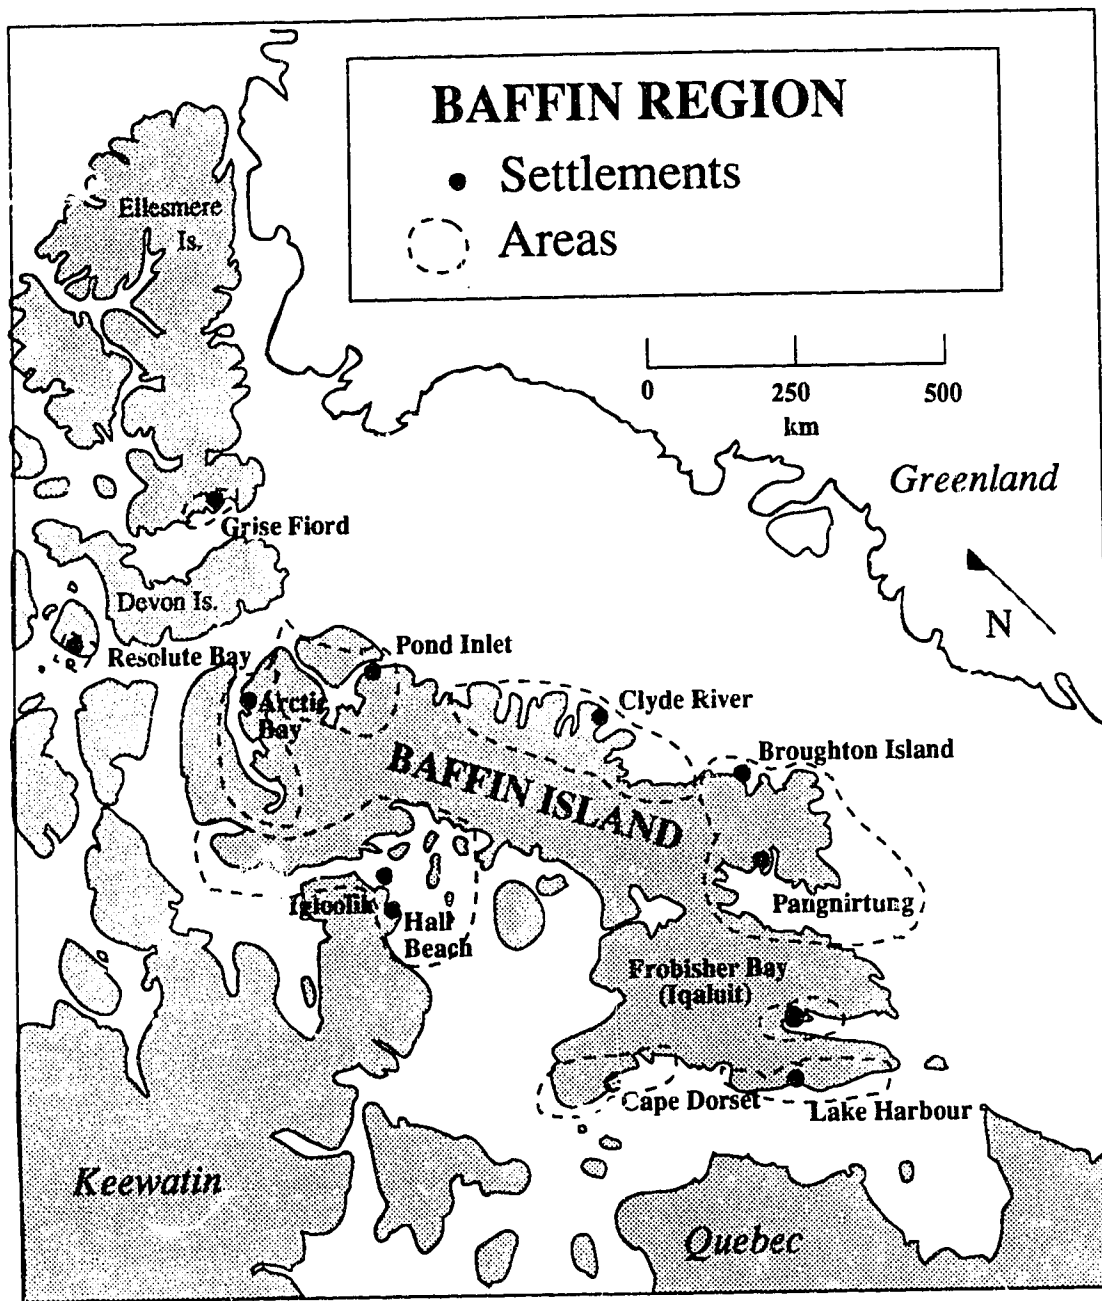 BAFFIN REGION
Settlements
Areas
Ellesmere
Is.
0 250 500
km
Greenland
Grise Fiord
Devon Is.
N
Resolute Bay
Pond Inlet
Arctic
Bay
Clyde River
Broughton Island
BAFFIN ISLAND
Igloolik
Hall
Beach
Pangnirtung
Frobisher Bay
(Iqaluit)
Cape Dorset
Lake Harbour
Keewatin
Quebec